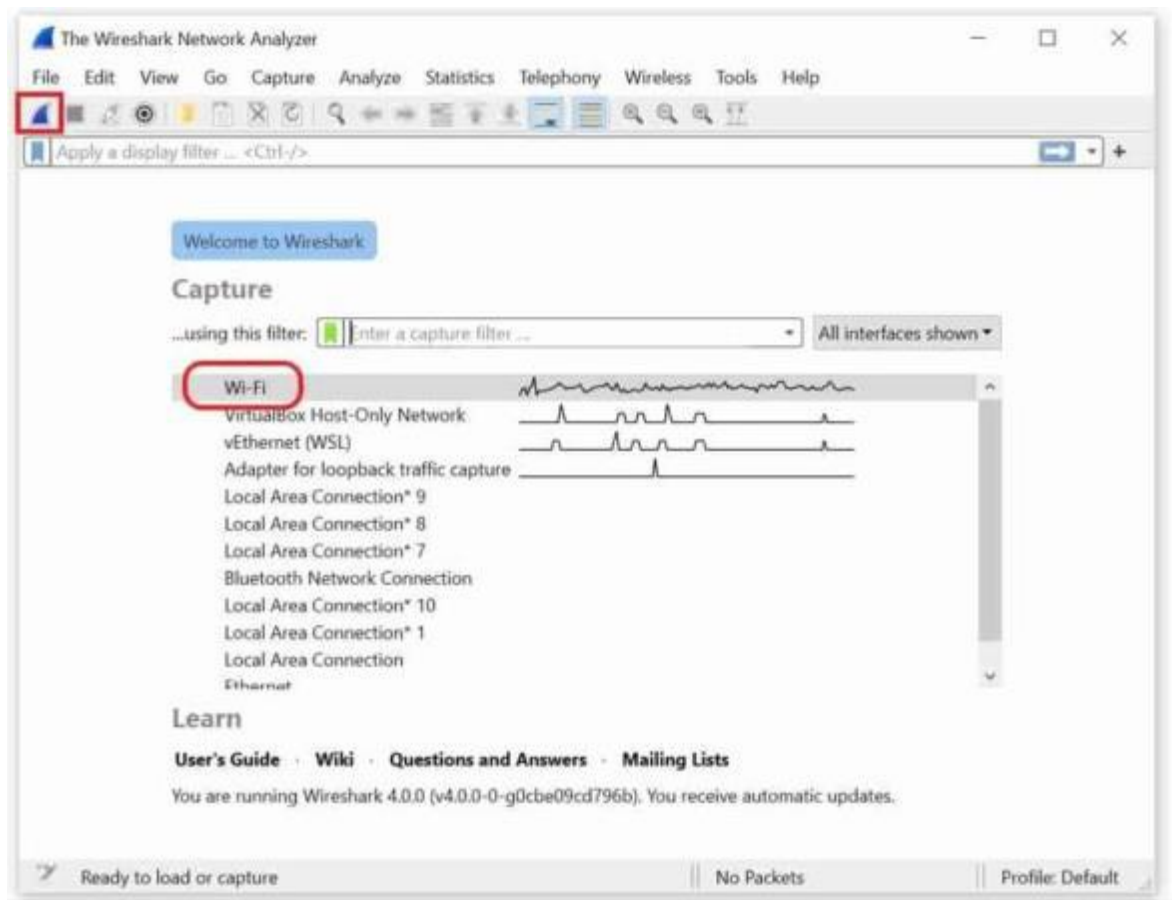 The Wireshark Network Analyzer
File Edit View Go Capture Analyze Statistics Telephony Wireless Tools Help
Apply a display filter ... <Ctrl-/>
Welcome to Wireshark
Capture
...using this filter: Enter a capture filter ... All interfaces shown
Wi-Fi
VirtualBox Host-Only Network
vEthernet (WSL)
Adapter for loopback traffic capture
Local Area Connection* 9
Local Area Connection* 8
Local Area Connection* 7
Bluetooth Network Connection
Local Area Connection* 10
Local Area Connection* 1
Local Area Connection
Ethernet
Learn
User's Guide · Wiki · Questions and Answers · Mailing Lists
You are running Wireshark 4.0.0 (v4.0.0-0-g0cbe09cd796b). You receive automatic updates.
Ready to load or capture No Packets Profile: Default